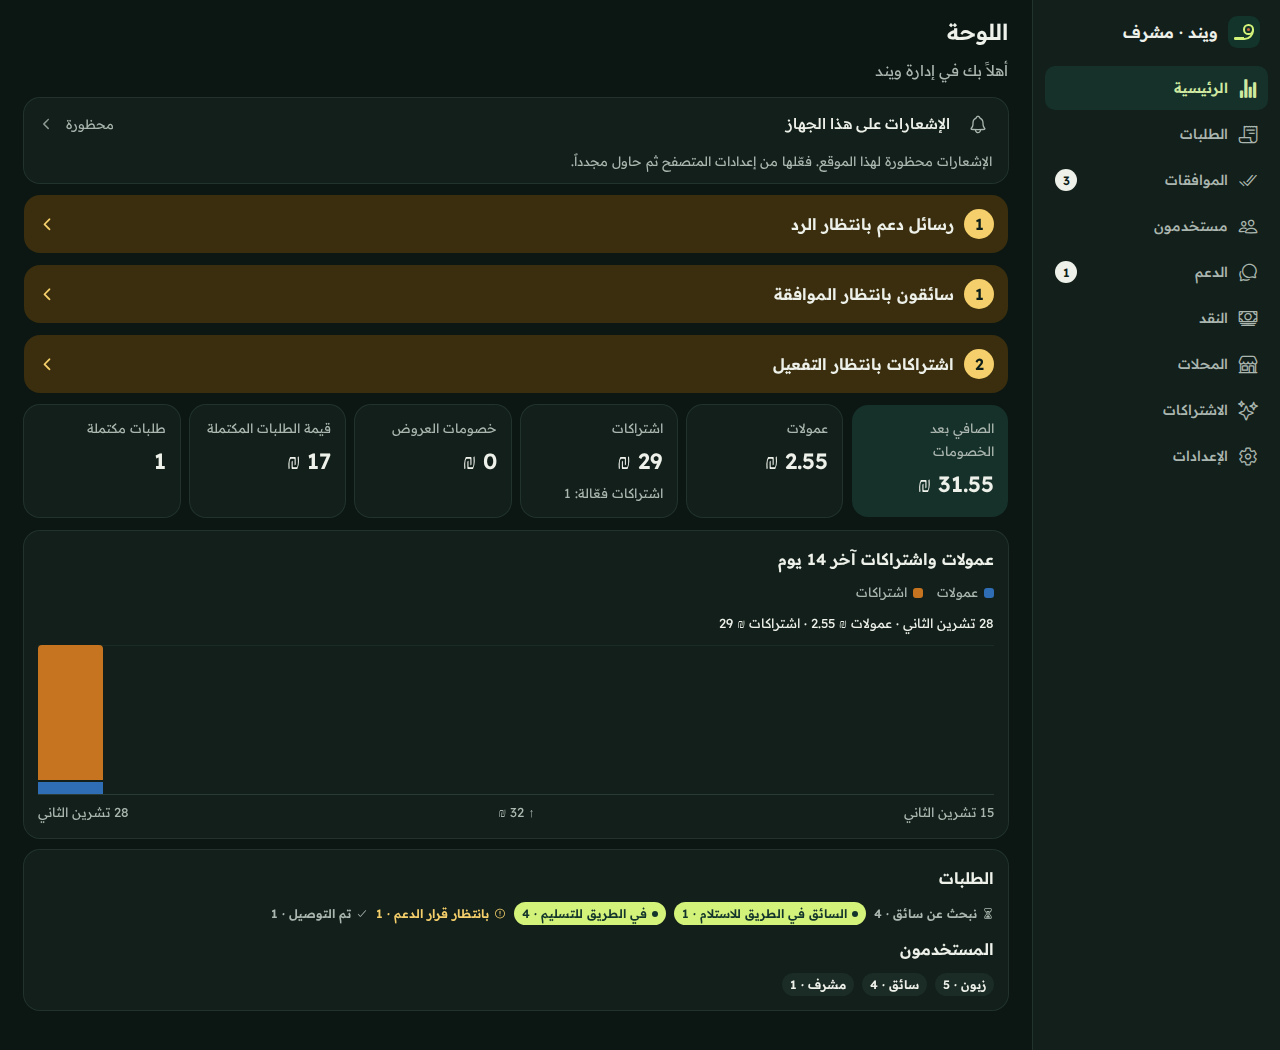 ويند · مشرف
الرئيسية
الطلبات
الموافقات 3
مستخدمون
الدعم 1
النقد
المحلات
الاشتراكات
الإعدادات
اللوحة
أهلاً بك في إدارة ويند
الإشعارات على هذا الجهاز محظورة
الإشعارات محظورة لهذا الموقع. فعّلها من إعدادات المتصفح ثم حاول مجدداً.
1 رسائل دعم بانتظار الرد
1 سائقون بانتظار الموافقة
2 اشتراكات بانتظار التفعيل
الصافي بعد الخصومات
31.55 ₪
عمولات
2.55 ₪
اشتراكات
29 ₪
اشتراكات فعّالة: 1
خصومات العروض
0 ₪
قيمة الطلبات المكتملة
17 ₪
طلبات مكتملة
1
عمولات واشتراكات آخر 14 يوم
عمولات اشتراكات
28 تشرين الثاني · عمولات ₪ 2.55 · اشتراكات ₪ 29
15 تشرين الثاني ↑ 32 ₪ 28 تشرين الثاني
الطلبات
نبحث عن سائق · 4 السائق في الطريق للاستلام · 1 في الطريق للتسليم · 4 بانتظار قرار الدعم · 1 تم التوصيل · 1
المستخدمون
زبون · 5 سائق · 4 مشرف · 1